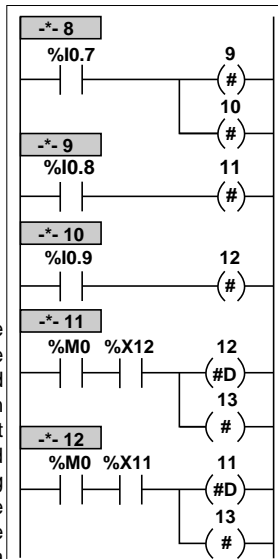 -*- 8
%I0.7 9
#
10
#
-*- 9
%I0.8 11
#
-*- 10
%I0.9 12
#
-*- 11
%M0 %X12 12
#D
13
#
-*- 12
%M0 %X11 11
#D
13
#